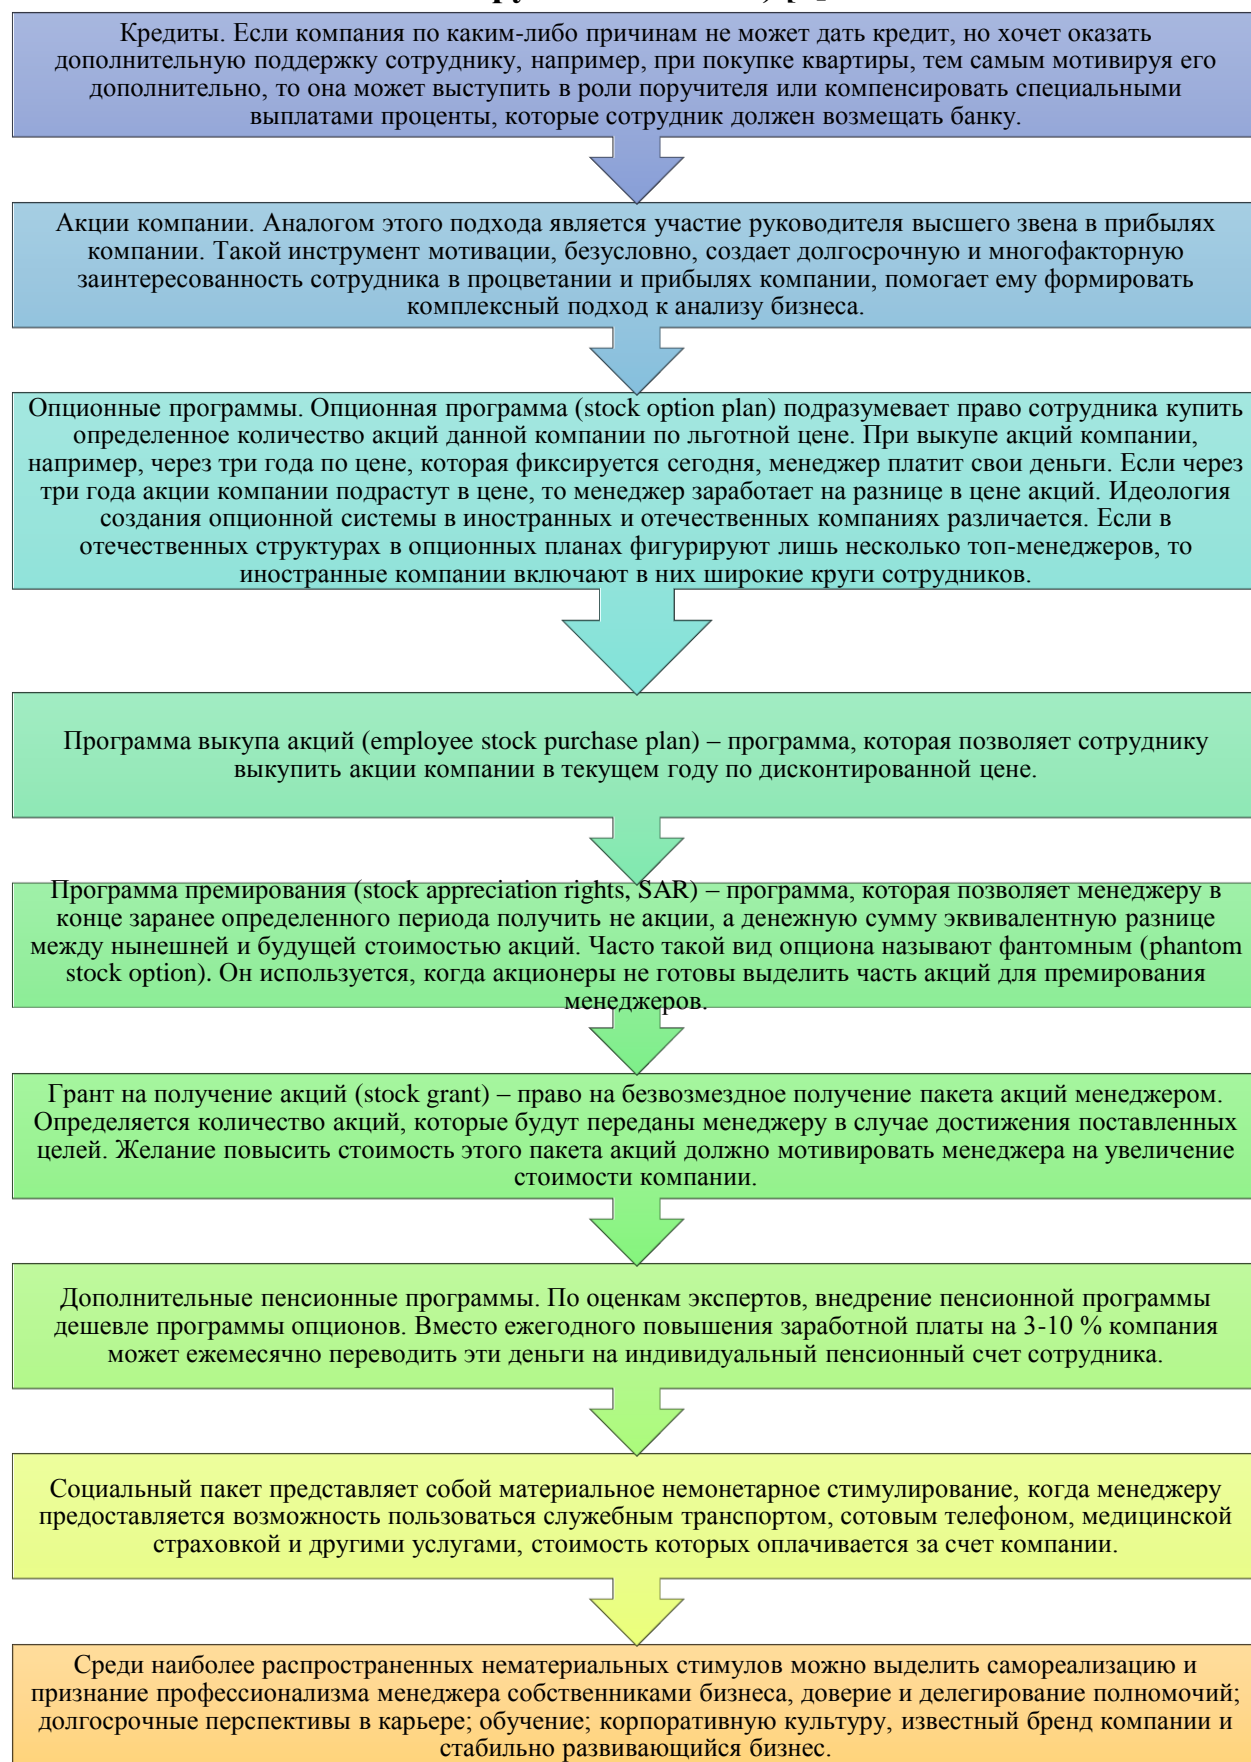 Кредиты. Если компания по каким-либо причинам не может дать кредит, но хочет оказать
дополнительную поддержку сотруднику, например, при покупке квартиры, тем самым мотивируя его
дополнительно, то она может выступить в роли поручителя или компенсировать специальными
выплатами проценты, которые сотрудник должен возмещать банку.
Акции компании. Аналогом этого подхода является участие руководителя высшего звена в прибылях
компании. Такой инструмент мотивации, безусловно, создает долгосрочную и многофакторную
заинтересованность сотрудника в процветании и прибылях компании, помогает ему формировать
комплексный подход к анализу бизнеса.
Опционные программы. Опционная программа (stock option plan) подразумевает право сотрудника купить
определенное количество акций данной компании по льготной цене. При выкупе акций компании,
например, через три года по цене, которая фиксируется сегодня, менеджер платит свои деньги. Если через
три года акции компании подрастут в цене, то менеджер заработает на разнице в цене акций. Идеология
создания опционной системы в иностранных и отечественных компаниях различается. Если в
отечественных структурах в опционных планах фигурируют лишь несколько топ-менеджеров, то
иностранные компании включают в них широкие круги сотрудников.
Программа выкупа акций (employee stock purchase plan) – программа, которая позволяет сотруднику
выкупить акции компании в текущем году по дисконтированной цене.
Программа премирования (stock appreciation rights, SAR) – программа, которая позволяет менеджеру в
конце заранее определенного периода получить не акции, а денежную сумму эквивалентную разнице
между нынешней и будущей стоимостью акций. Часто такой вид опциона называют фантомным (phantom
stock option). Он используется, когда акционеры не готовы выделить часть акций для премирования
менеджеров.
Грант на получение акций (stock grant) – право на безвозмездное получение пакета акций менеджером.
Определяется количество акций, которые будут переданы менеджеру в случае достижения поставленных
целей. Желание повысить стоимость этого пакета акций должно мотивировать менеджера на увеличение
стоимости компании.
Дополнительные пенсионные программы. По оценкам экспертов, внедрение пенсионной программы
дешевле программы опционов. Вместо ежегодного повышения заработной платы на 3-10 % компания
может ежемесячно переводить эти деньги на индивидуальный пенсионный счет сотрудника.
Социальный пакет представляет собой материальное немонетарное стимулирование, когда менеджеру
предоставляется возможность пользоваться служебным транспортом, сотовым телефоном, медицинской
страховкой и другими услугами, стоимость которых оплачивается за счет компании.
Среди наиболее распространенных нематериальных стимулов можно выделить самореализацию и
признание профессионализма менеджера собственниками бизнеса, доверие и делегирование полномочий;
долгосрочные перспективы в карьере; обучение; корпоративную культуру, известный бренд компании и
стабильно развивающийся бизнес.